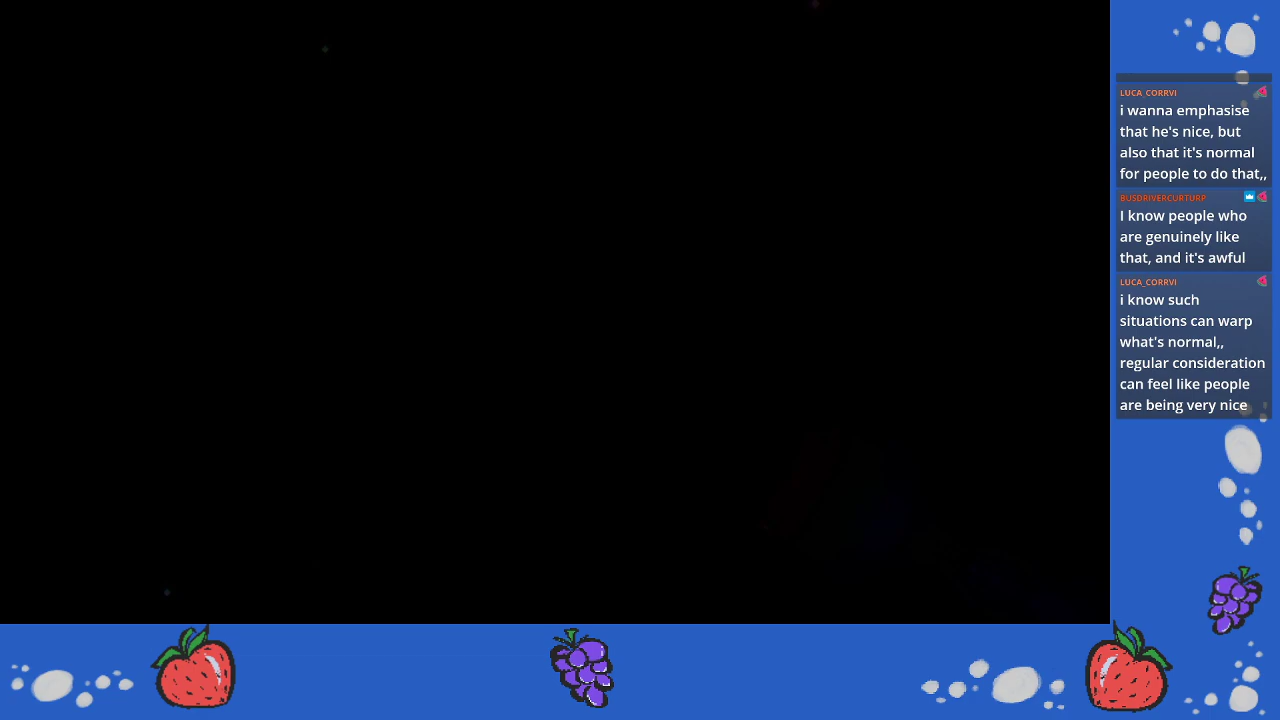 LUCA_CORRVI
i wanna emphasise
that he's nice, but
also that it's normal
for people to do that,,
BUSDRIVERCURTURP
I know people who
are genuinely like
that, and it's awful
LUCA_CORRVI
i know such
situations can warp
what's normal,,
regular consideration
can feel like people
are being very nice